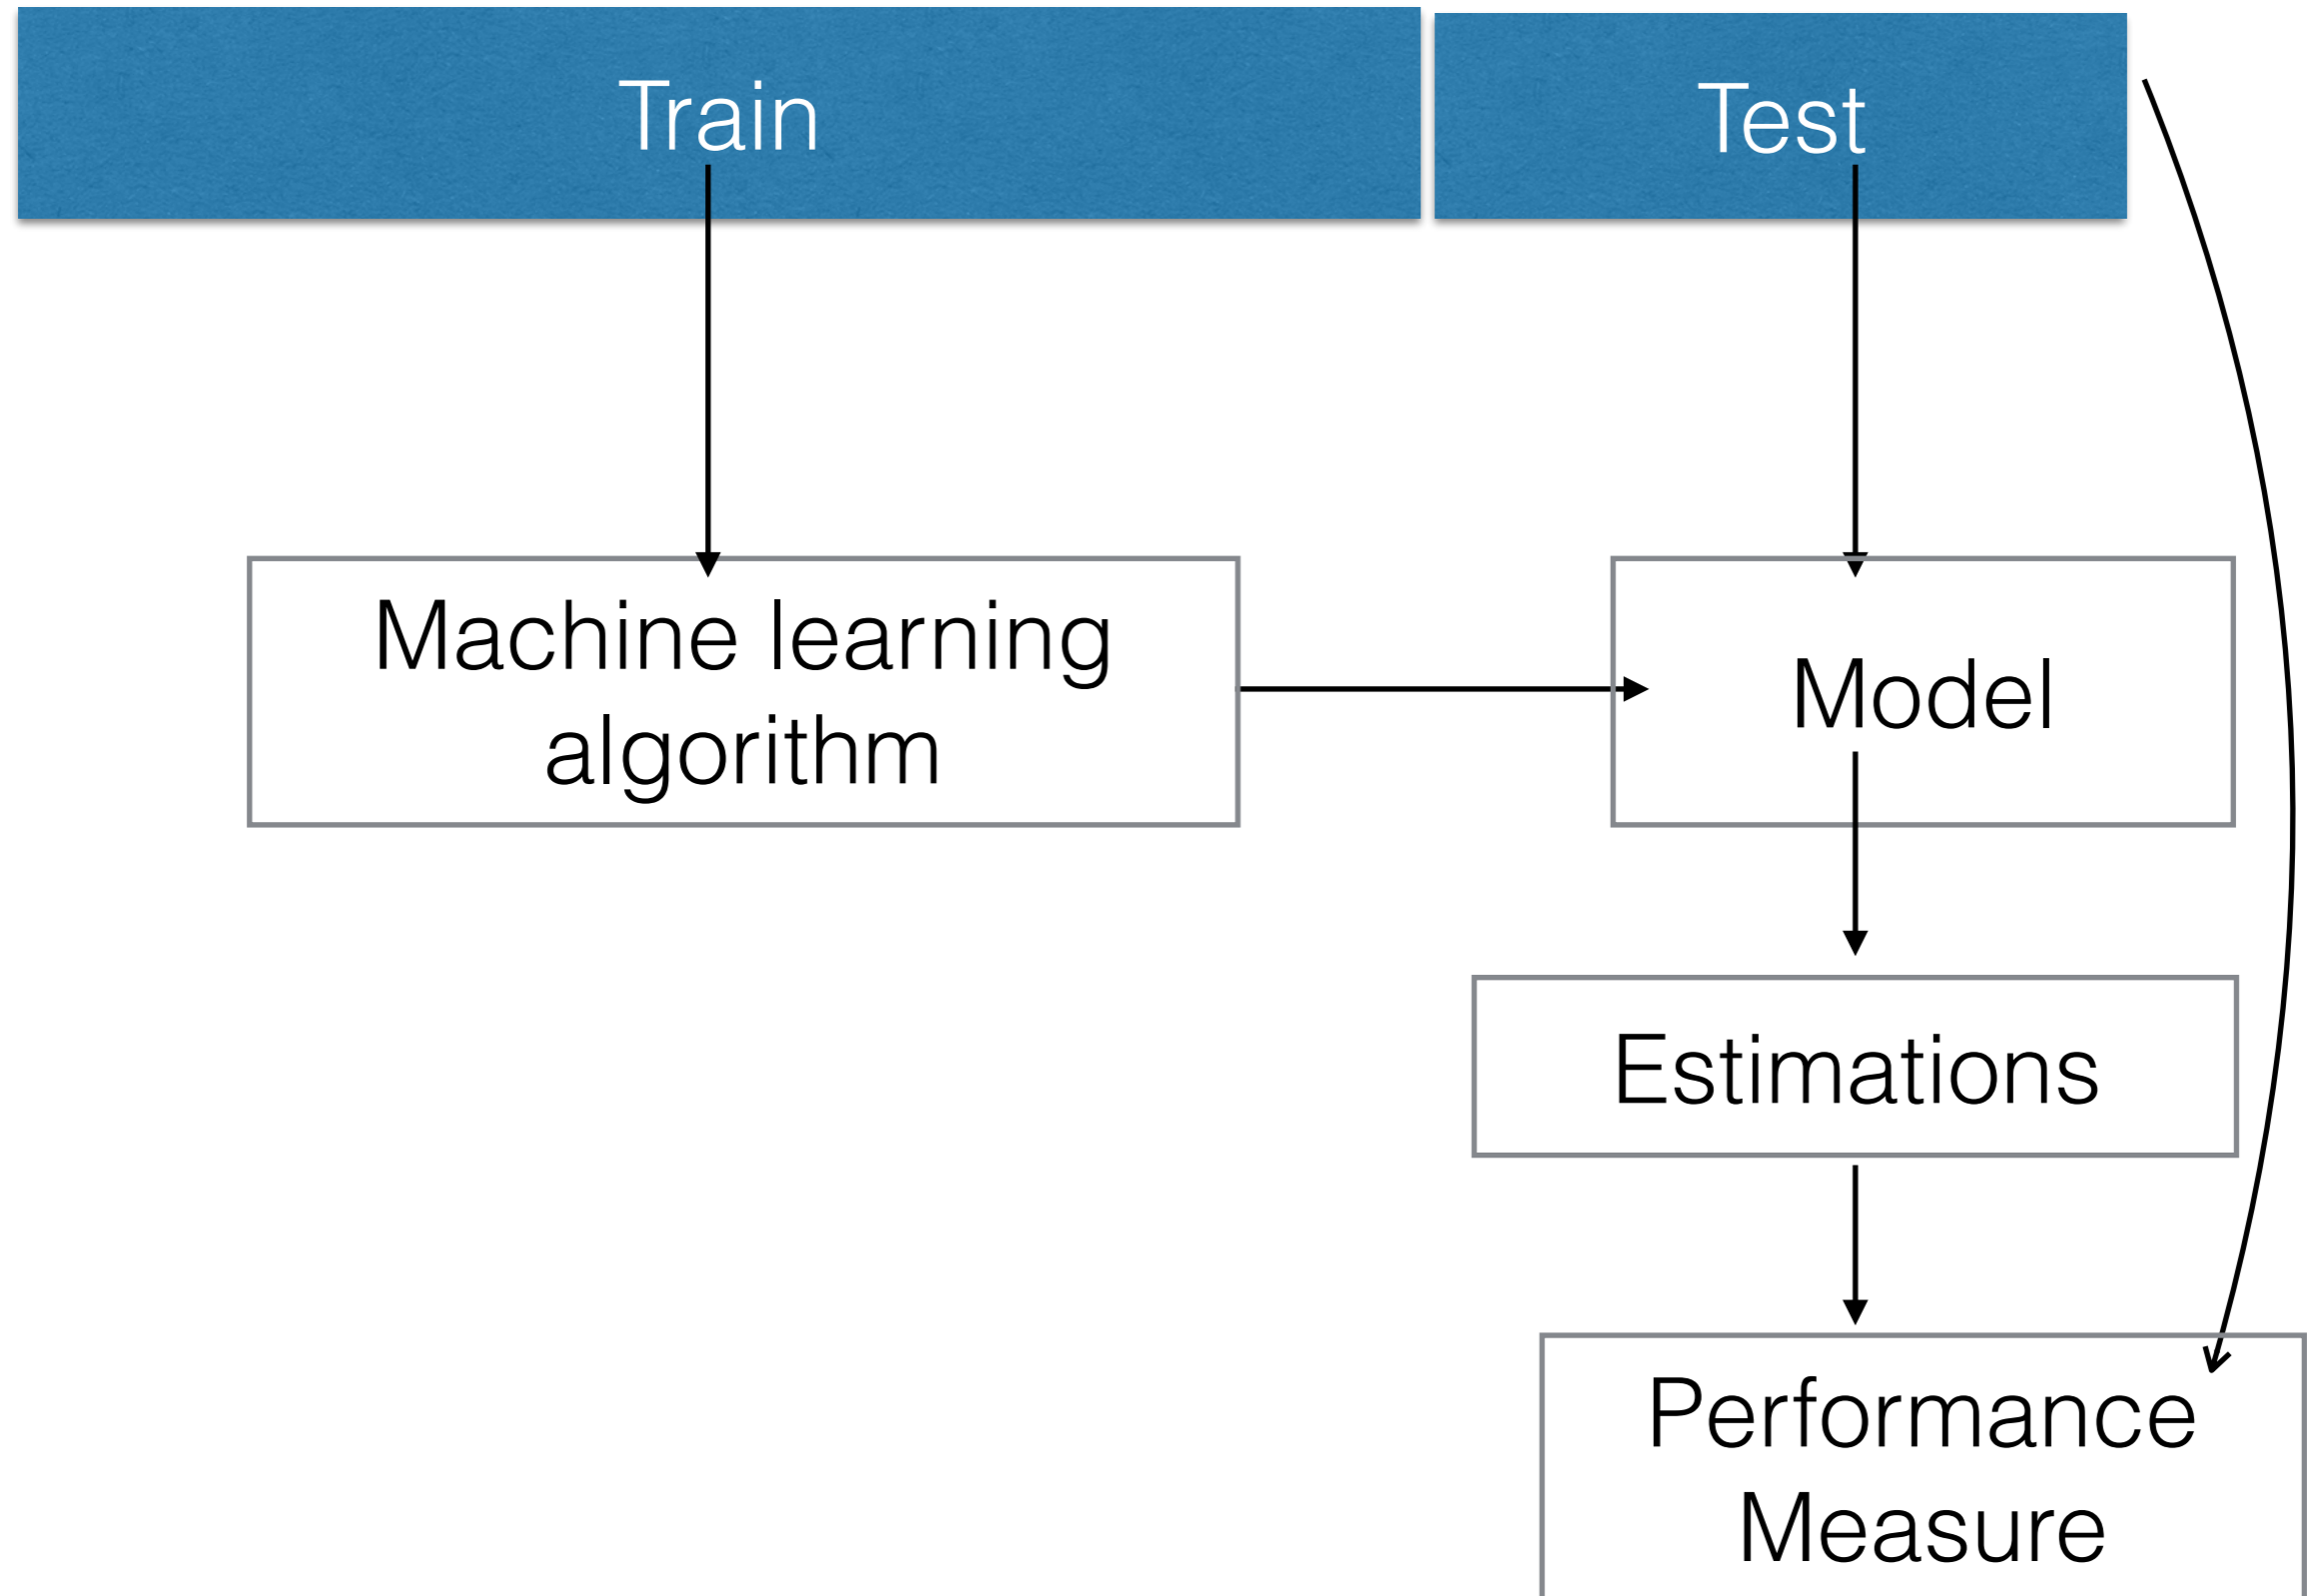 Train
Test
Machine learning
algorithm
Model
Estimations
Performance
Measure